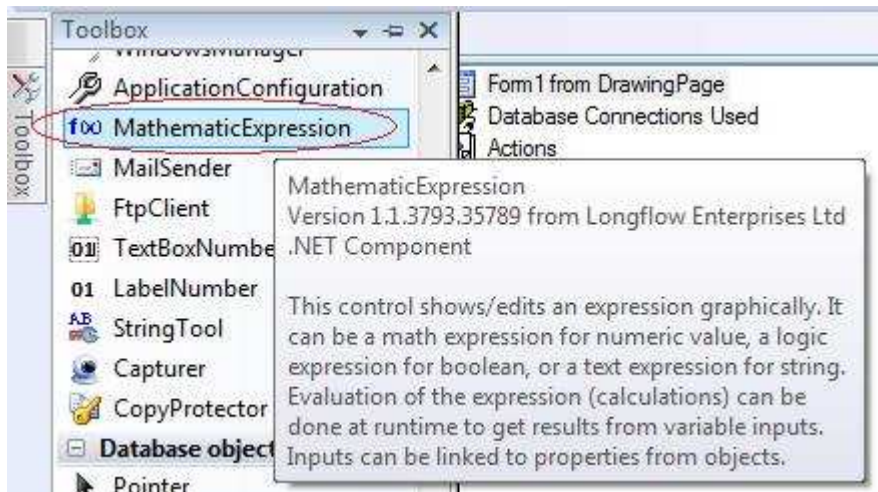 Toolbox
WindowsManager
ApplicationConfiguration
f(x) MathematicExpression
MailSender
FtpClient
01 TextBoxNumbe
01 LabelNumber
A.B StringTool
Capturer
CopyProtector
Database object
Pointer
Toolbox
Form1 from DrawingPage
Database Connections Used
Actions
MathematicExpression
Version 1.1.3793.35789 from Longflow Enterprises Ltd
.NET Component
This control shows/edits an expression graphically. It
can be a math expression for numeric value, a logic
expression for boolean, or a text expression for string.
Evaluation of the expression (calculations) can be
done at runtime to get results from variable inputs.
Inputs can be linked to properties from objects.